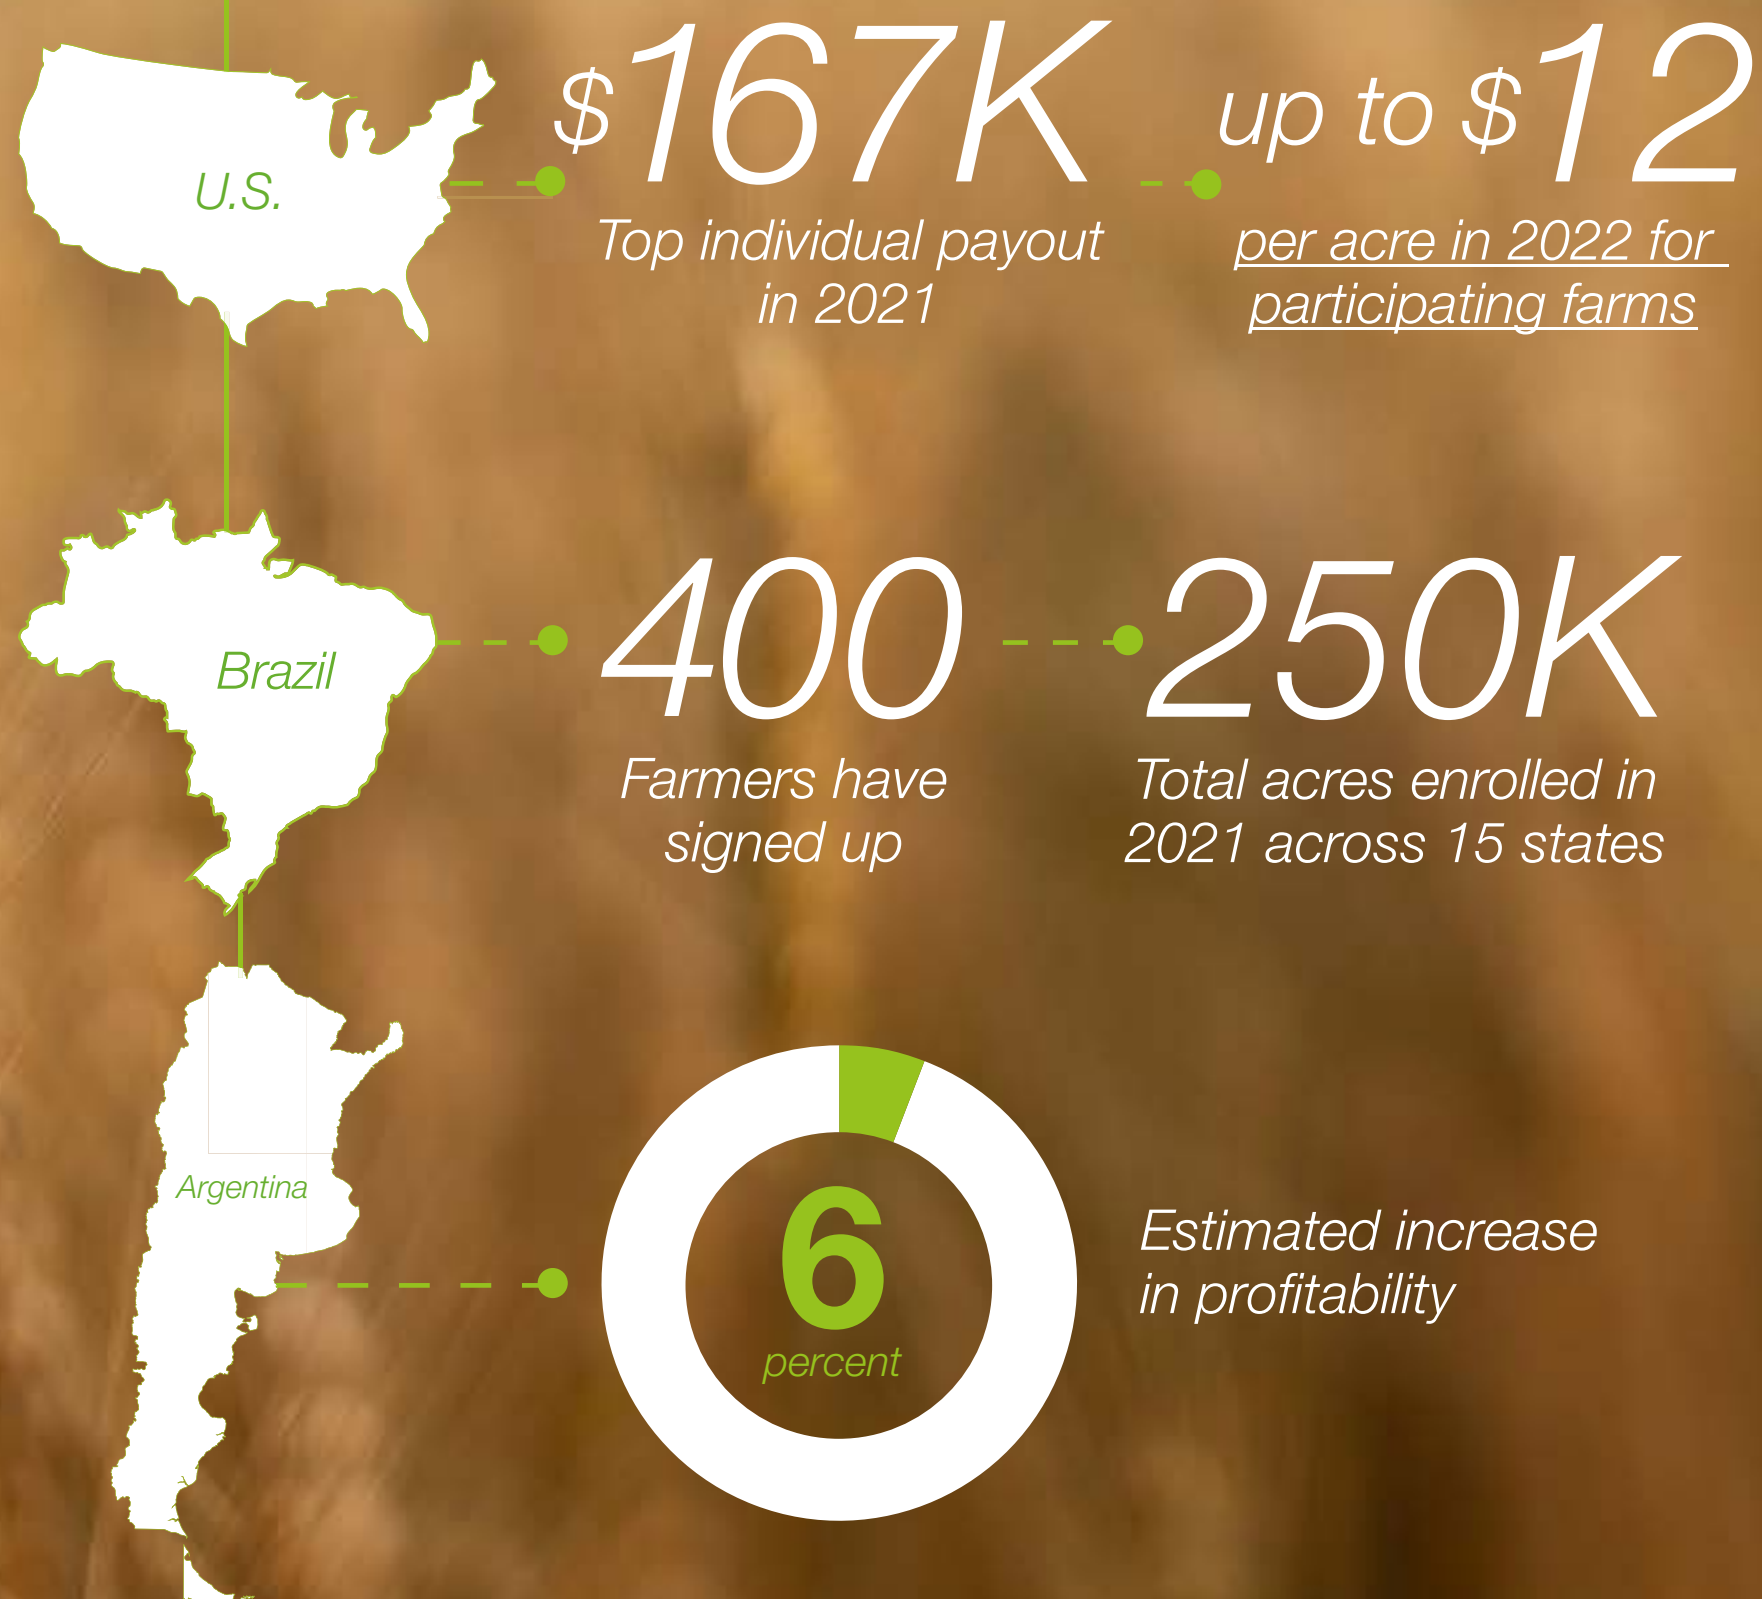 U.S.
$167K
Top individual payout
in 2021
up to $12
per acre in 2022 for
participating farms
Brazil
400
Farmers have
signed up
250K
Total acres enrolled in
2021 across 15 states
Argentina
6
percent
Estimated increase
in profitability